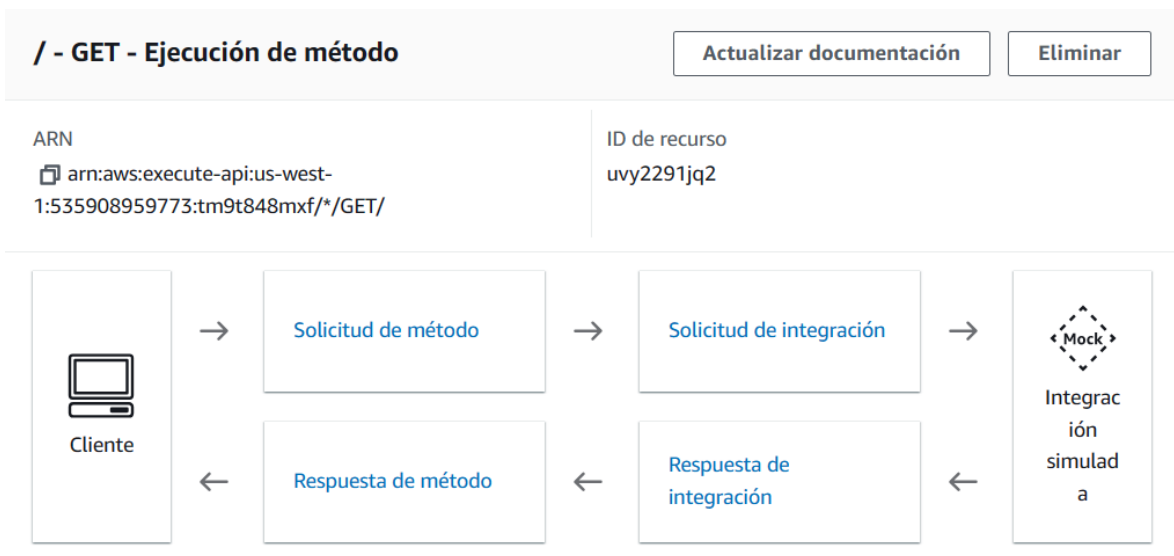 / - GET - Ejecución de método
Actualizar documentación
Eliminar
ARN
arn:aws:execute-api:us-west-
1:535908959773:tm9t848mxf/*/GET/
ID de recurso
uvy2291jq2
Cliente
Solicitud de método
Solicitud de integración
Mock
Integrac
ión
simulad
a
Respuesta de método
Respuesta de
integración